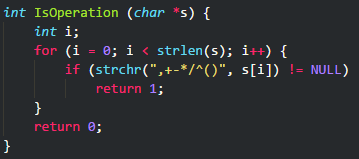 int IsOperation (char *s) {
    int i;
    for (i = 0; i < strlen(s); i++) {
        if (strchr(",+-*/^()", s[i]) != NULL)
            return 1;
    }
    return 0;
}